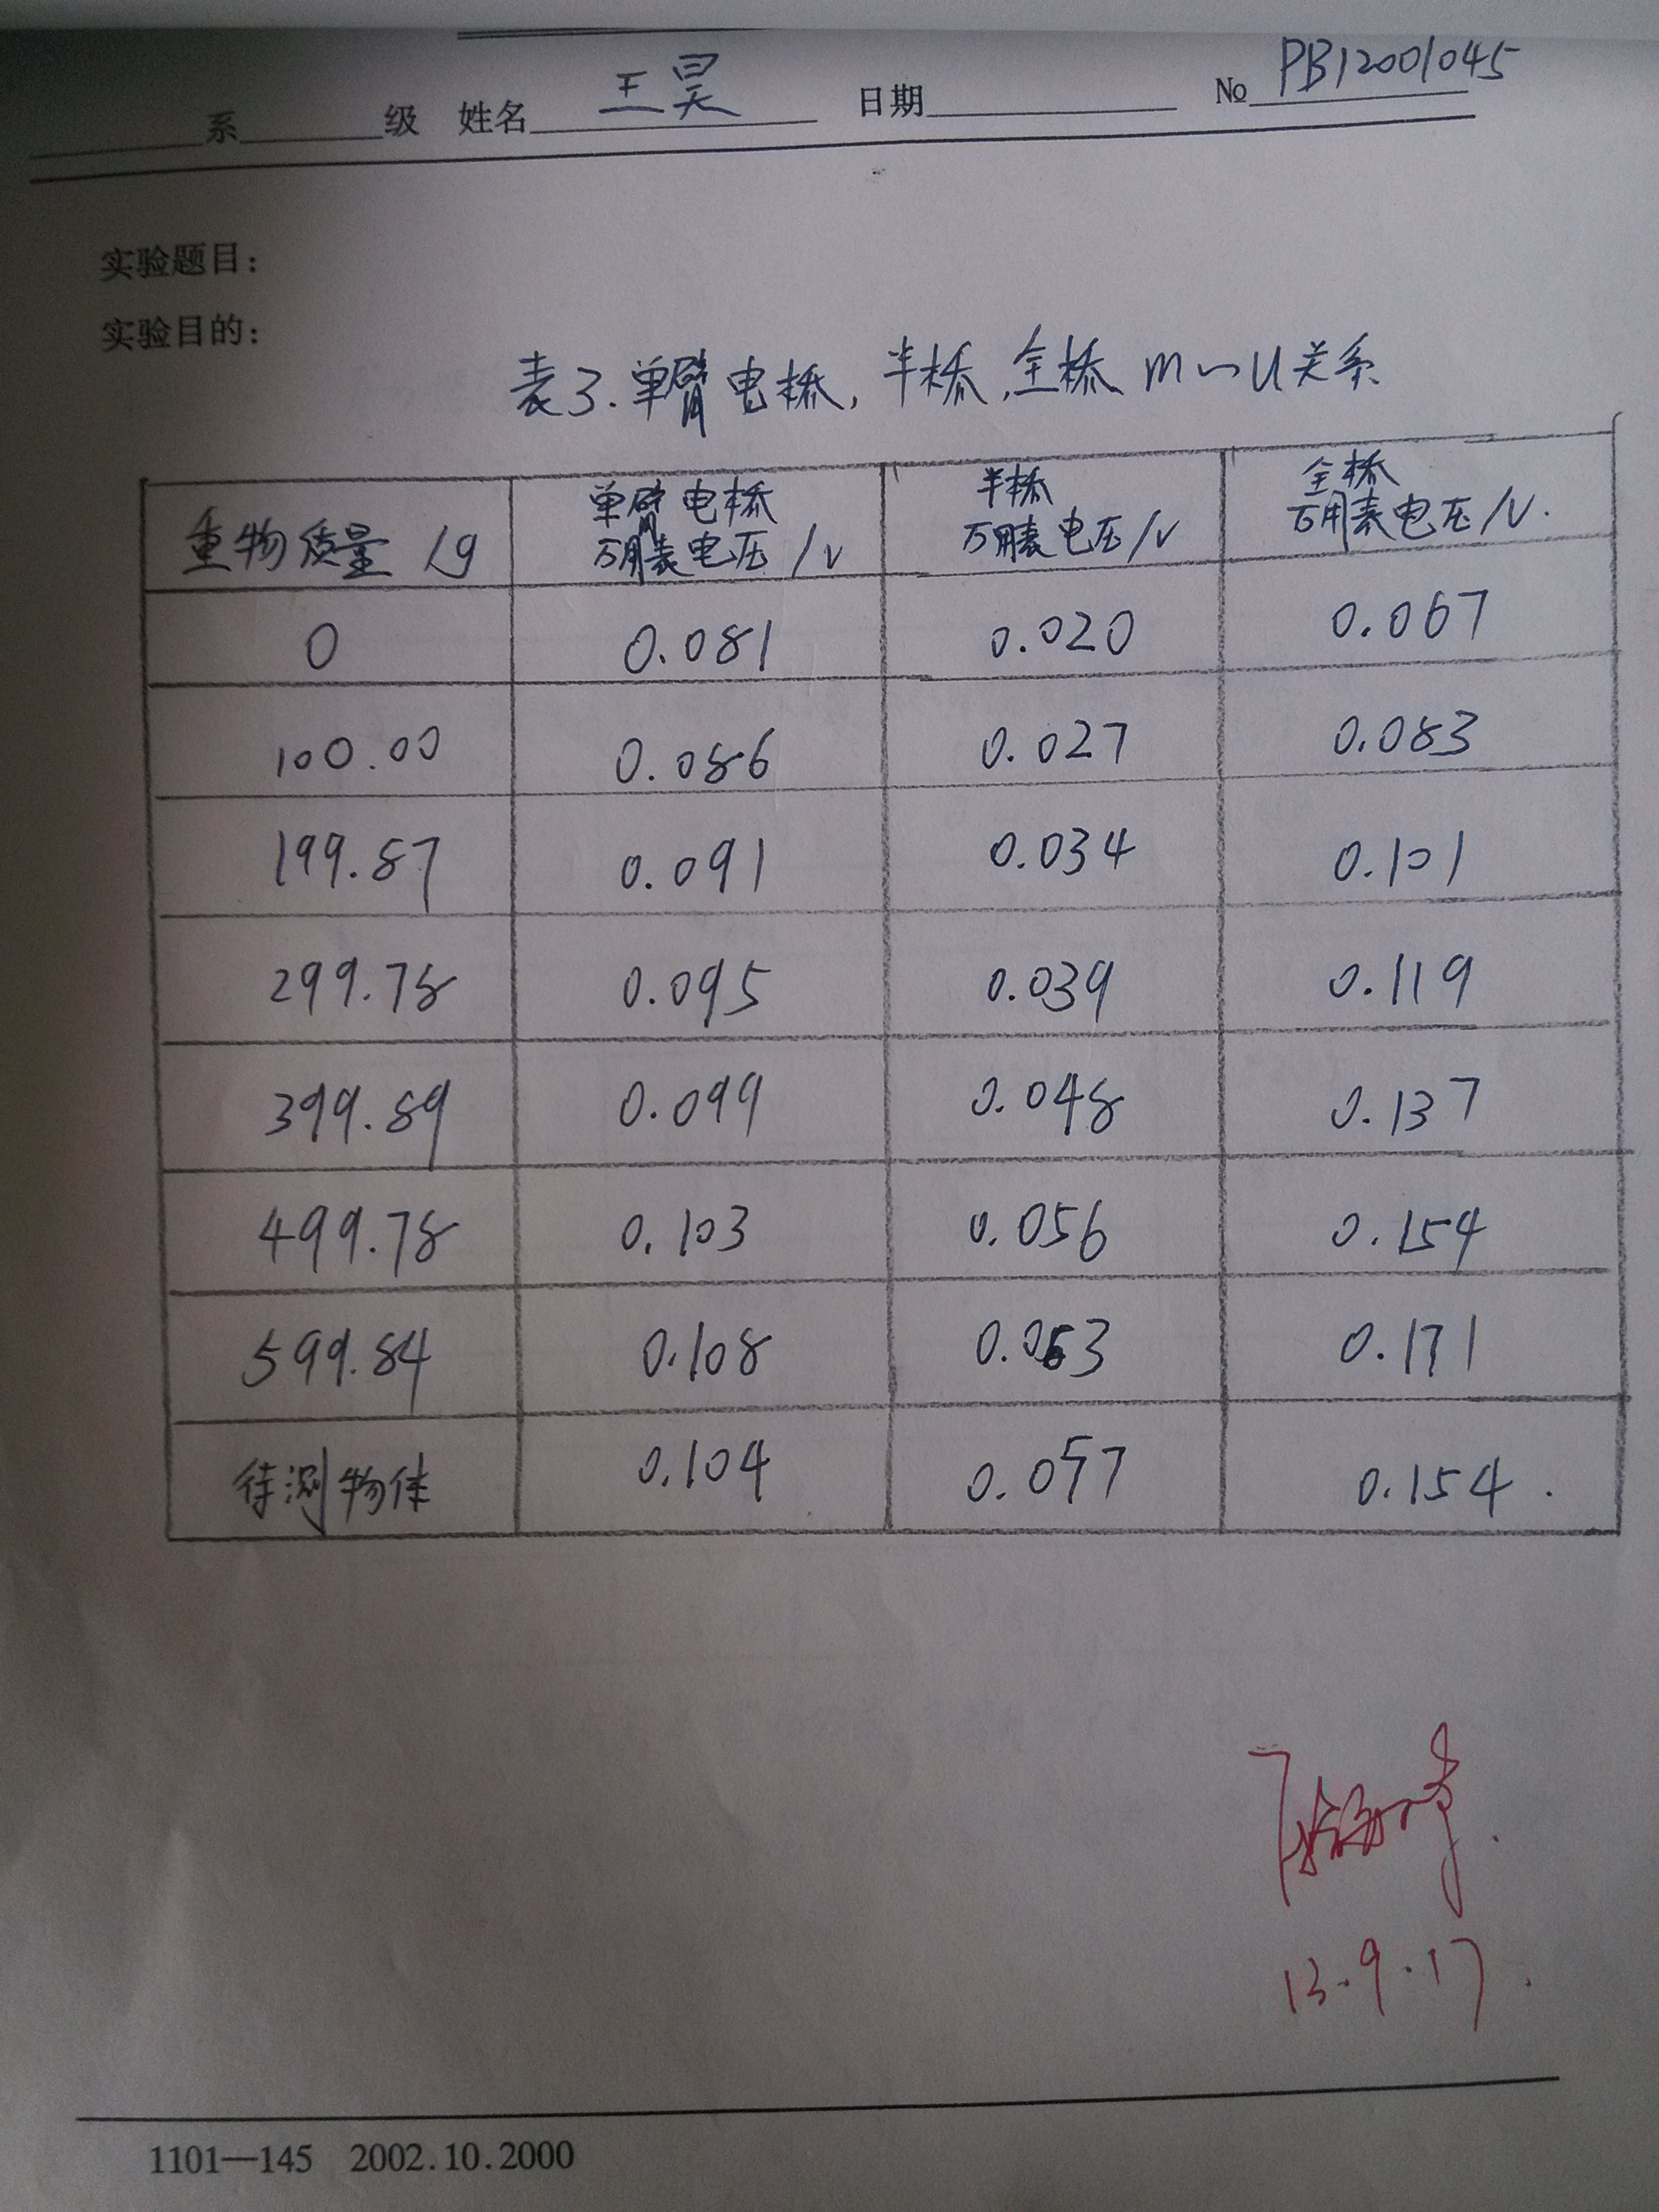 系 级 姓名 王昊 日期 № PB12001045
实验题目:
实验目的:
表3.单臂电桥,半桥,全桥 m~U关系
重物质量/g 单臂电桥万用表电压/V 半桥万用表电压/V 全桥万用表电压/V.
0 0.081 0.020 0.067
100.00 0.086 0.027 0.083
199.87 0.091 0.034 0.101
299.78 0.095 0.039 0.119
399.89 0.099 0.048 0.137
499.78 0.103 0.056 0.154
599.84 0.108 0.063 0.171
待测物体 0.104 0.057 0.154.
13.9.17.
1101—145 2002.10.2000